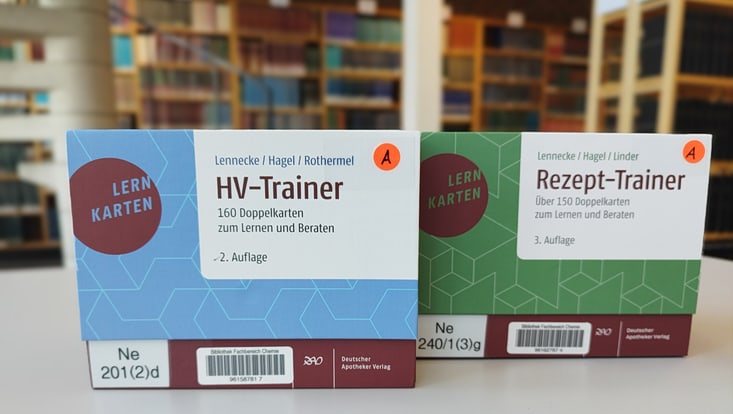 LERN
KARTEN
Lennecke / Hagel / Rothermel
A
HV-Trainer
160 Doppelkarten
zum Lernen und Beraten
2. Auflage
Ne
201(2)d
Bibliothek Fachbereich Chemie
96158781 7
Deutscher
Apotheker Verlag
LERN
KARTEN
Lennecke / Hagel / Linder
A
Rezept-Trainer
Über 150 Doppelkarten
zum Lernen und Beraten
3. Auflage
Ne
240/1(3)g
Bibliothek Fachbereich Chemie
Deutscher
Apotheker Verlag